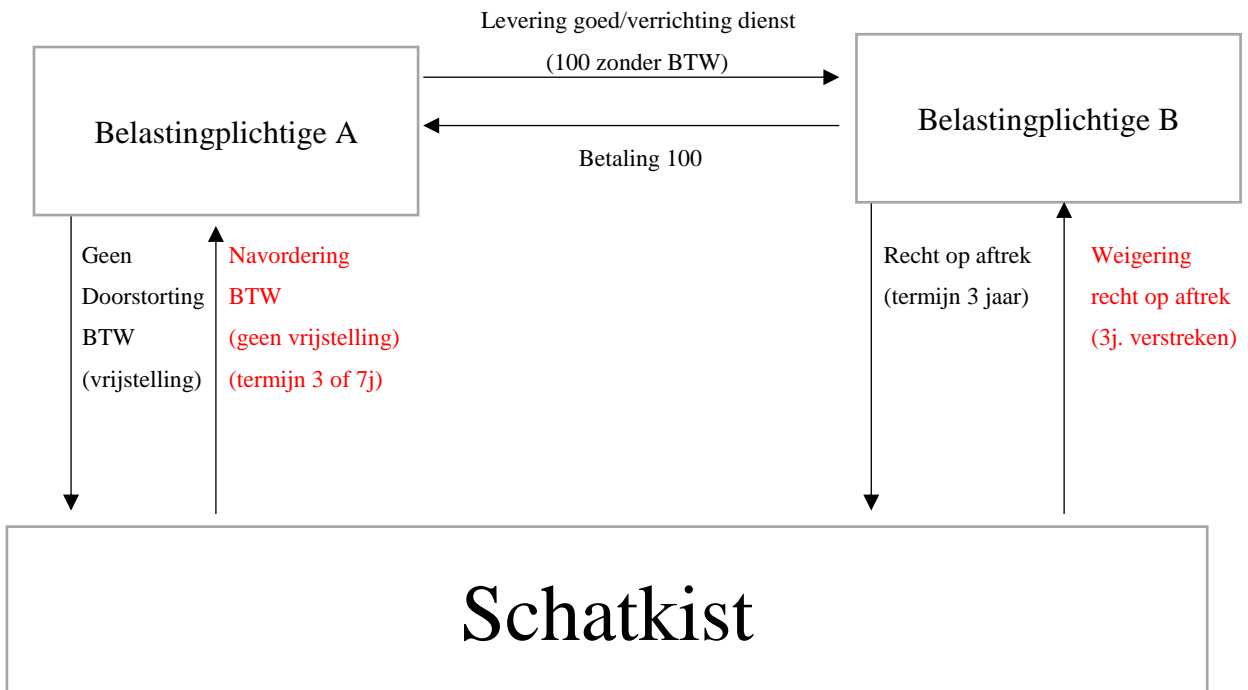 Levering goed/verrichting dienst
(100 zonder BTW)
Belastingplichtige A
Belastingplichtige B
Betaling 100
Geen
Doorstorting
BTW
(vrijstelling)
Navordering
BTW
(geen vrijstelling)
(termijn 3 of 7j)
Recht op aftrek
(termijn 3 jaar)
Weigering
recht op aftrek
(3j. verstreken)
Schatkist